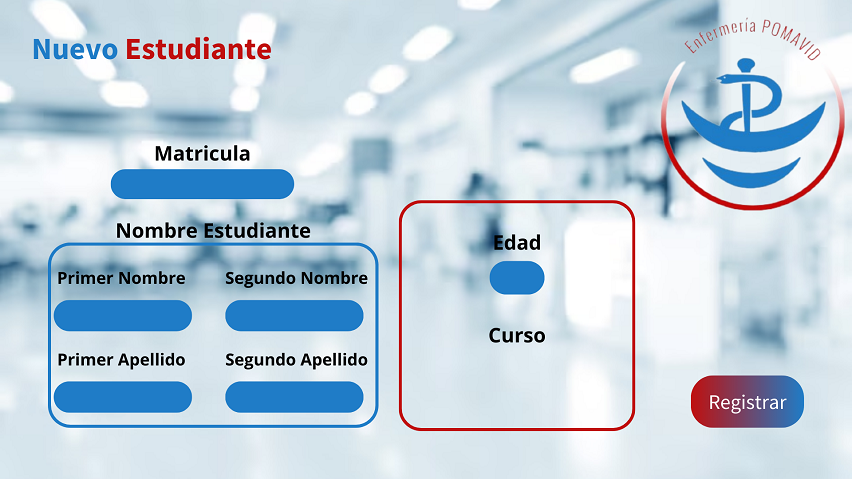 Nuevo Estudiante
Enfermería POMAVID
Matricula
Nombre Estudiante
Primer Nombre
Segundo Nombre
Primer Apellido
Segundo Apellido
Edad
Curso
Registrar